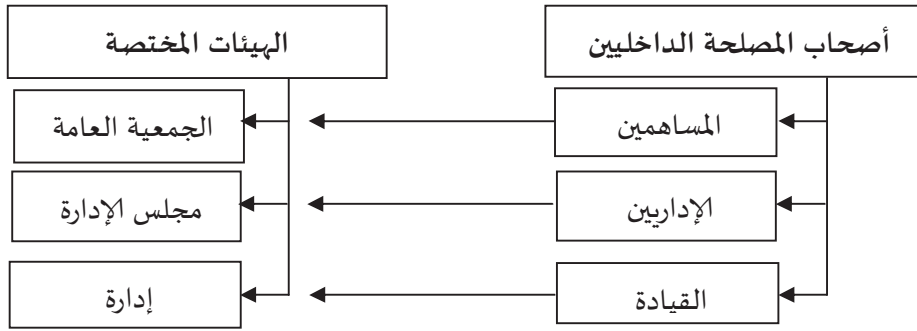 أصحاب المصلحة الداخليين
الهيئات المختصة
المساهمين
الجمعية العامة
الإداريين
مجلس الإدارة
القيادة
إدارة